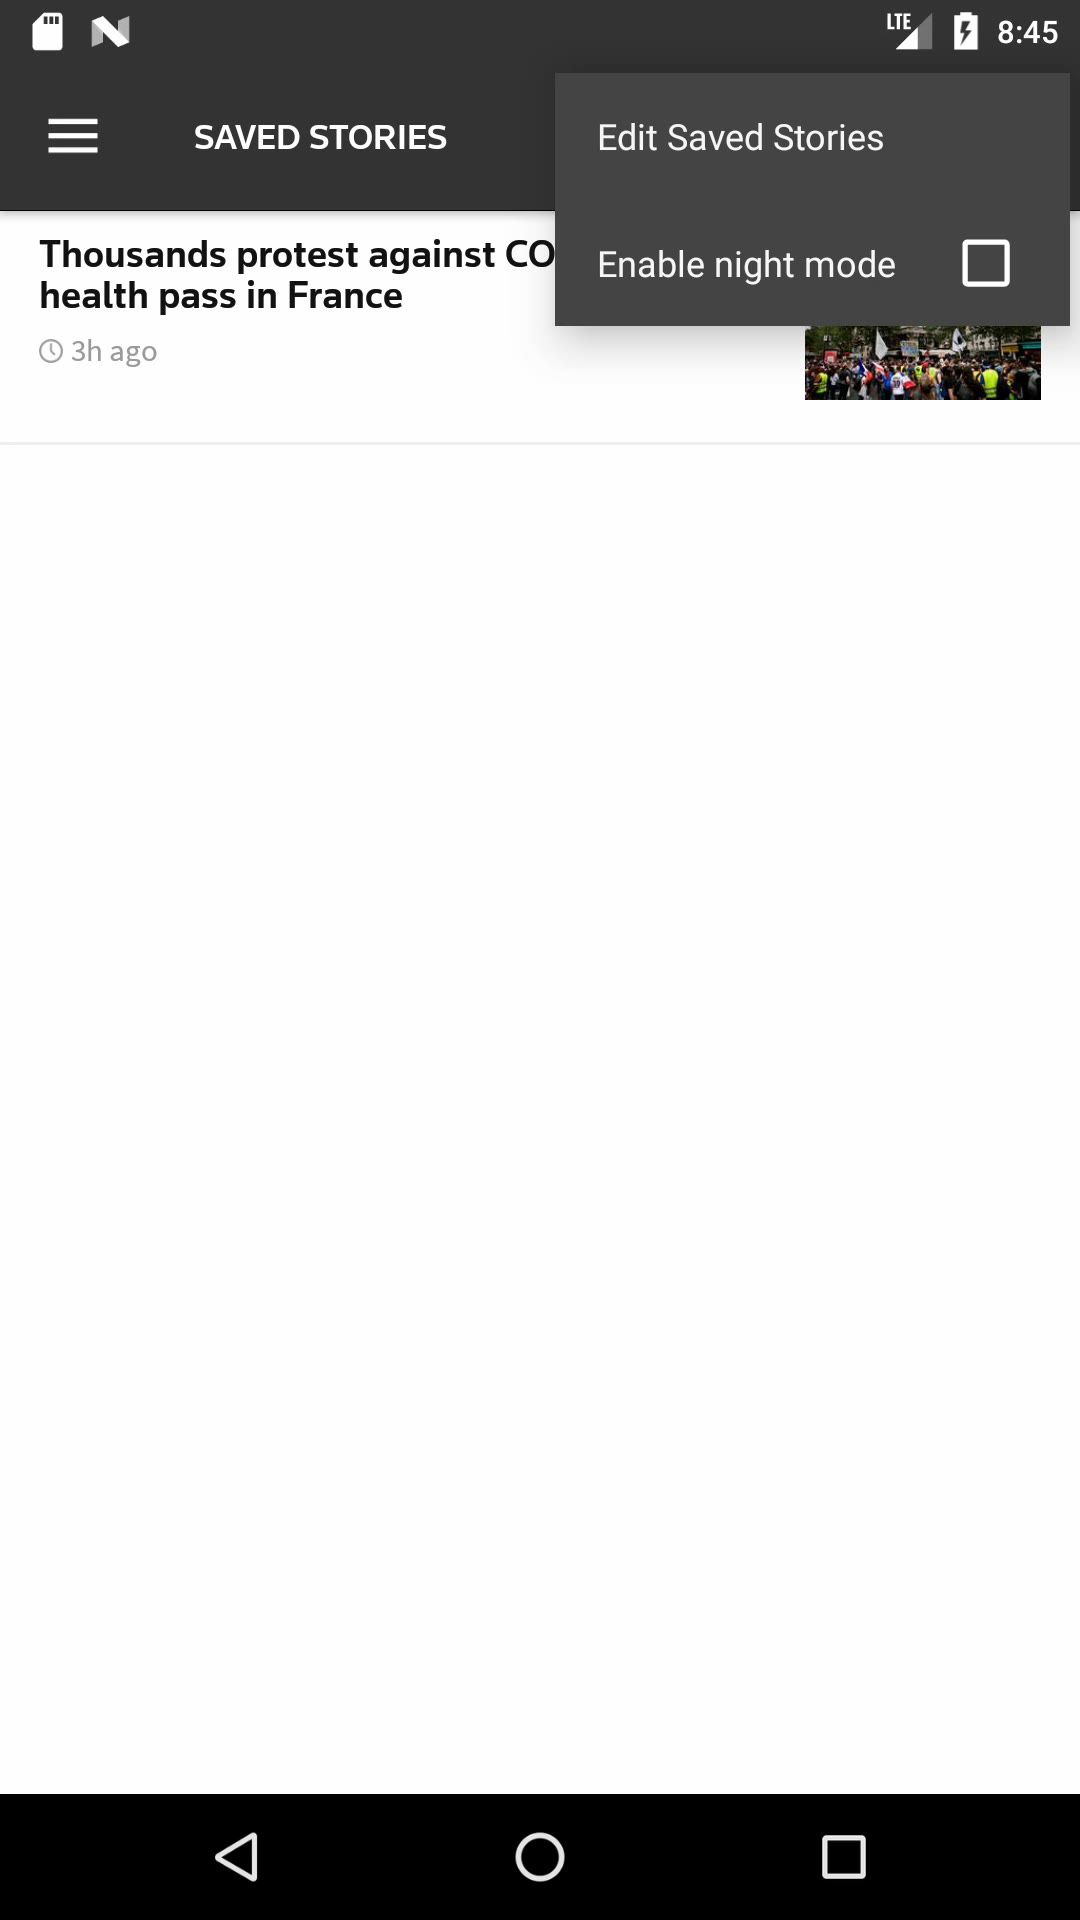 LTE 8:45
SAVED STORIES
Edit Saved Stories
Enable night mode
Thousands protest against CO
health pass in France
3h ago